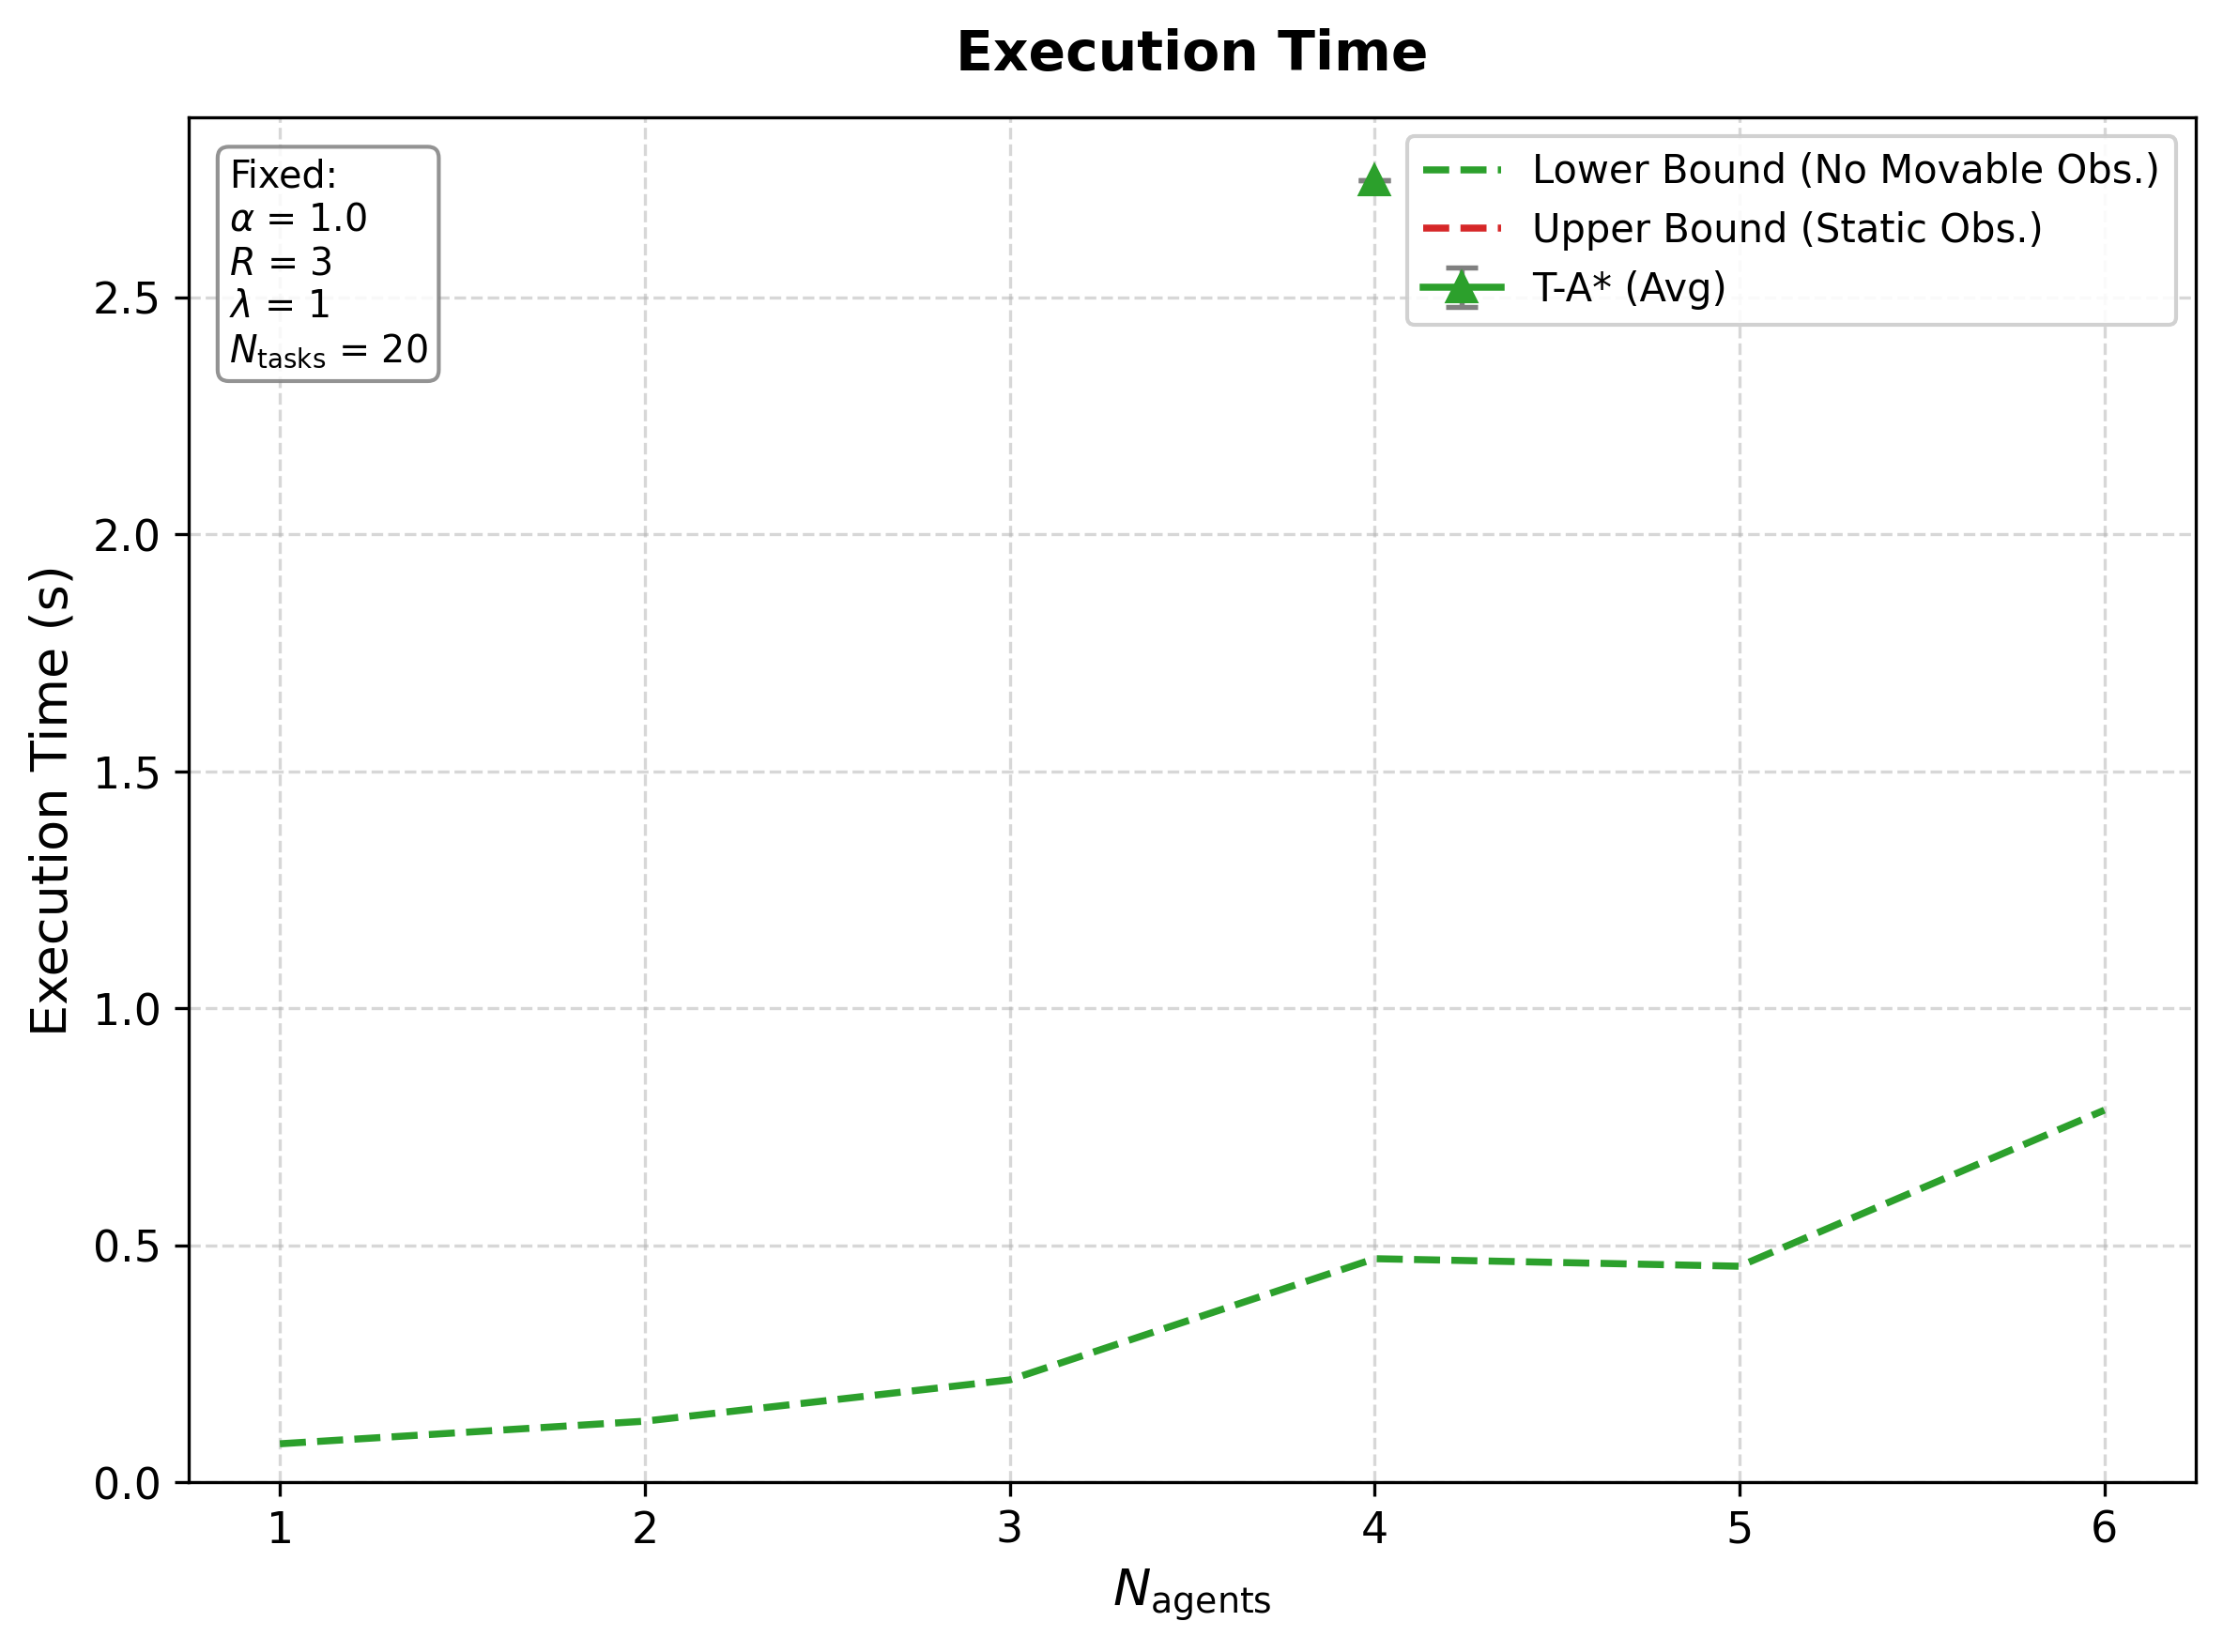 Execution Time
Fixed:
α = 1.0
R = 3
λ = 1
N_tasks = 20
Lower Bound (No Movable Obs.)
Upper Bound (Static Obs.)
T-A* (Avg)
Execution Time (s)
2.5
2.0
1.5
1.0
0.5
0.0
1 2 3 4 5 6
N_agents